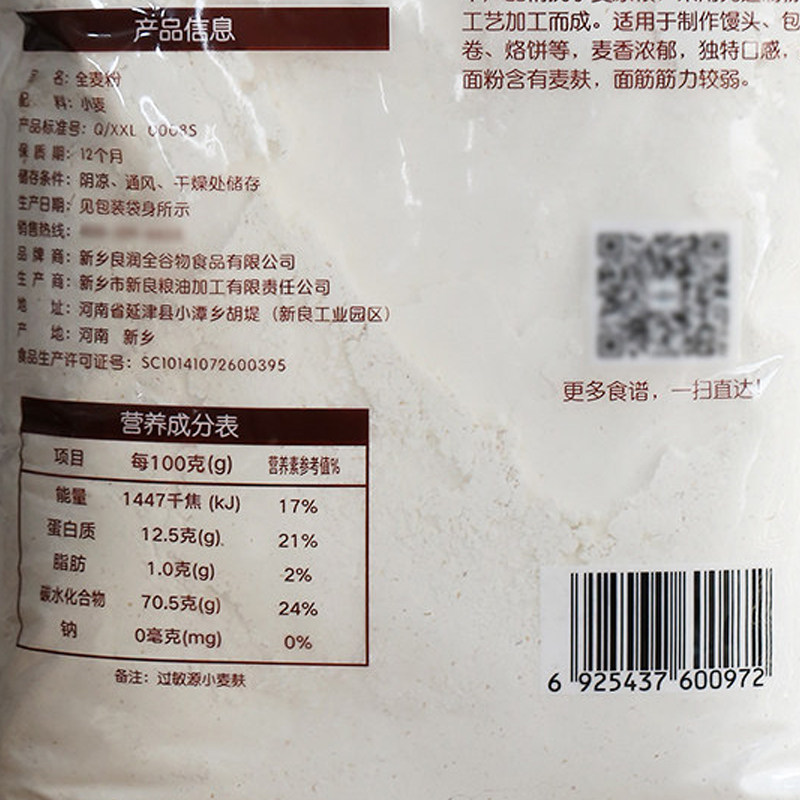 产品信息
名：全麦粉
配 料：小麦
产品标准号：Q/XXL 0008S
保 质 期：12个月
储存条件：阴凉、通风、干燥处储存
生产日期：见包装袋身所示
销售热线：
品 牌 商：新乡良润全谷物食品有限公司
生 产 商：新乡市新良粮油加工有限责任公司
地 址：河南省延津县小潭乡胡堤（新良工业园区）
产 地：河南 新乡
食品生产许可证号：SC10141072600395
工艺加工而成。适用于制作馒头、包
卷、烙饼等，麦香浓郁，独特口感，
面粉含有麦麸，面筋筋力较弱。
更多食谱，一扫直达！
营养成分表
项目 每100克(g) 营养素参考值%
能量 1447千焦 (kJ) 17%
蛋白质 12.5克(g) 21%
脂肪 1.0克(g) 2%
碳水化合物 70.5克(g) 24%
钠 0毫克(mg) 0%
备注：过敏源小麦麸
6 925437 600972